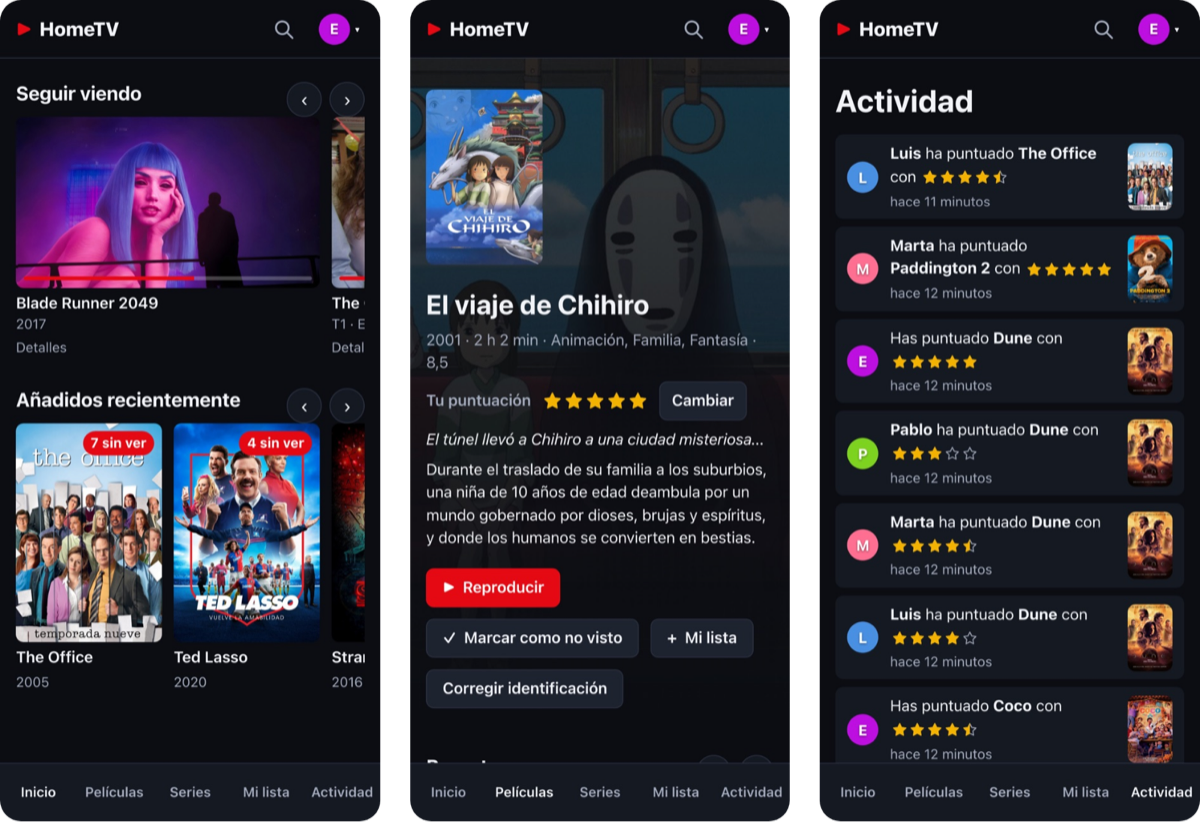 HomeTV
E
Seguir viendo
Blade Runner 2049
2017
Detalles
The
T1 · E
Detal
Añadidos recientemente
7 sin ver
the office
temporada nueve
The Office
2005
4 sin ver
TED LASSO
VUELVE LA AMABILIDAD
Ted Lasso
2020
Stran
2016
Inicio
Películas
Series
Mi lista
Actividad
HomeTV
E
EL
VIAJE DE
CHIHIRO
El viaje de Chihiro
2001 · 2 h 2 min · Animación, Familia, Fantasía ·
8,5
Tu puntuación ★★★★★ Cambiar
El túnel llevó a Chihiro a una ciudad misteriosa...
Durante el traslado de su familia a los suburbios,
una niña de 10 años de edad deambula por un
mundo gobernado por dioses, brujas y espíritus,
y donde los humanos se convierten en bestias.
Reproducir
✓ Marcar como no visto
+ Mi lista
Corregir identificación
Inicio
Películas
Series
Mi lista
Actividad
HomeTV
E
Actividad
L
Luis ha puntuado The Office
con
hace 11 minutos
M
Marta ha puntuado
Paddington 2 con
hace 12 minutos
2
PADDINGTON 2
E
Has puntuado Dune con
hace 12 minutos
P
Pablo ha puntuado Dune con
hace 12 minutos
M
Marta ha puntuado Dune con
hace 12 minutos
L
Luis ha puntuado Dune con
hace 12 minutos
E
Has puntuado Coco con
hace 12 minutos
Inicio
Películas
Series
Mi lista
Actividad